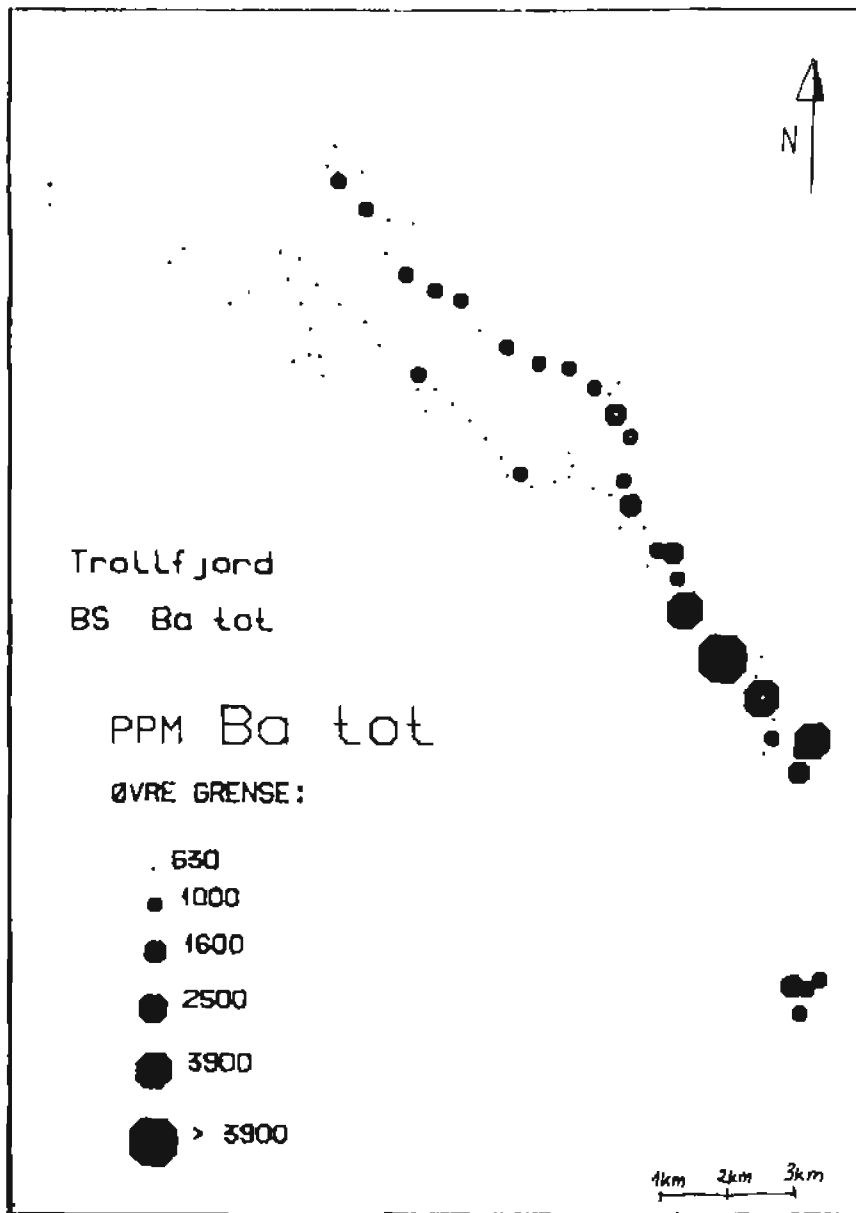 N
Trollfjord
BS Ba tot
PPM Ba tot
ØVRE GRENSE:
630
1000
1600
2500
3900
> 3900
1km 2km 3km